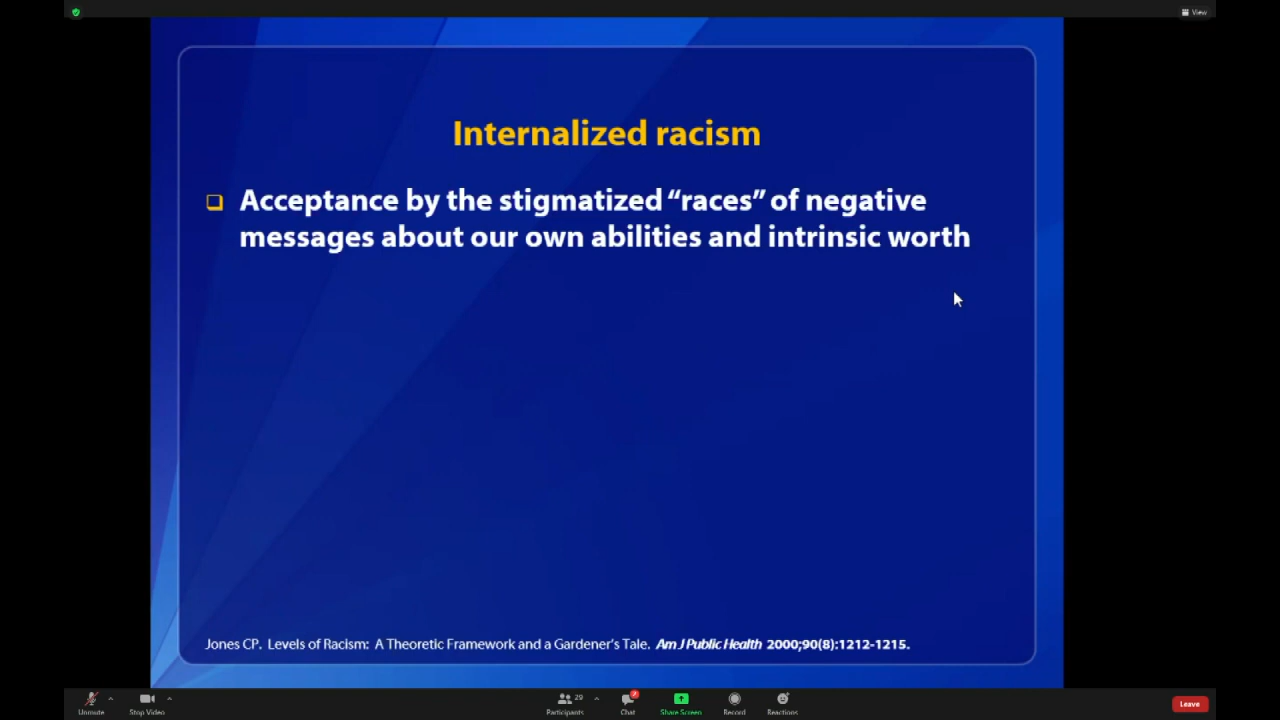 View
Internalized racism
Acceptance by the stigmatized “races” of negative
messages about our own abilities and intrinsic worth
Jones CP. Levels of Racism: A Theoretic Framework and a Gardener’s Tale. Am J Public Health 2000;90(8):1212-1215.
Unmute Stop Video Participants 29 Chat 2 Share Screen Record Reactions Leave